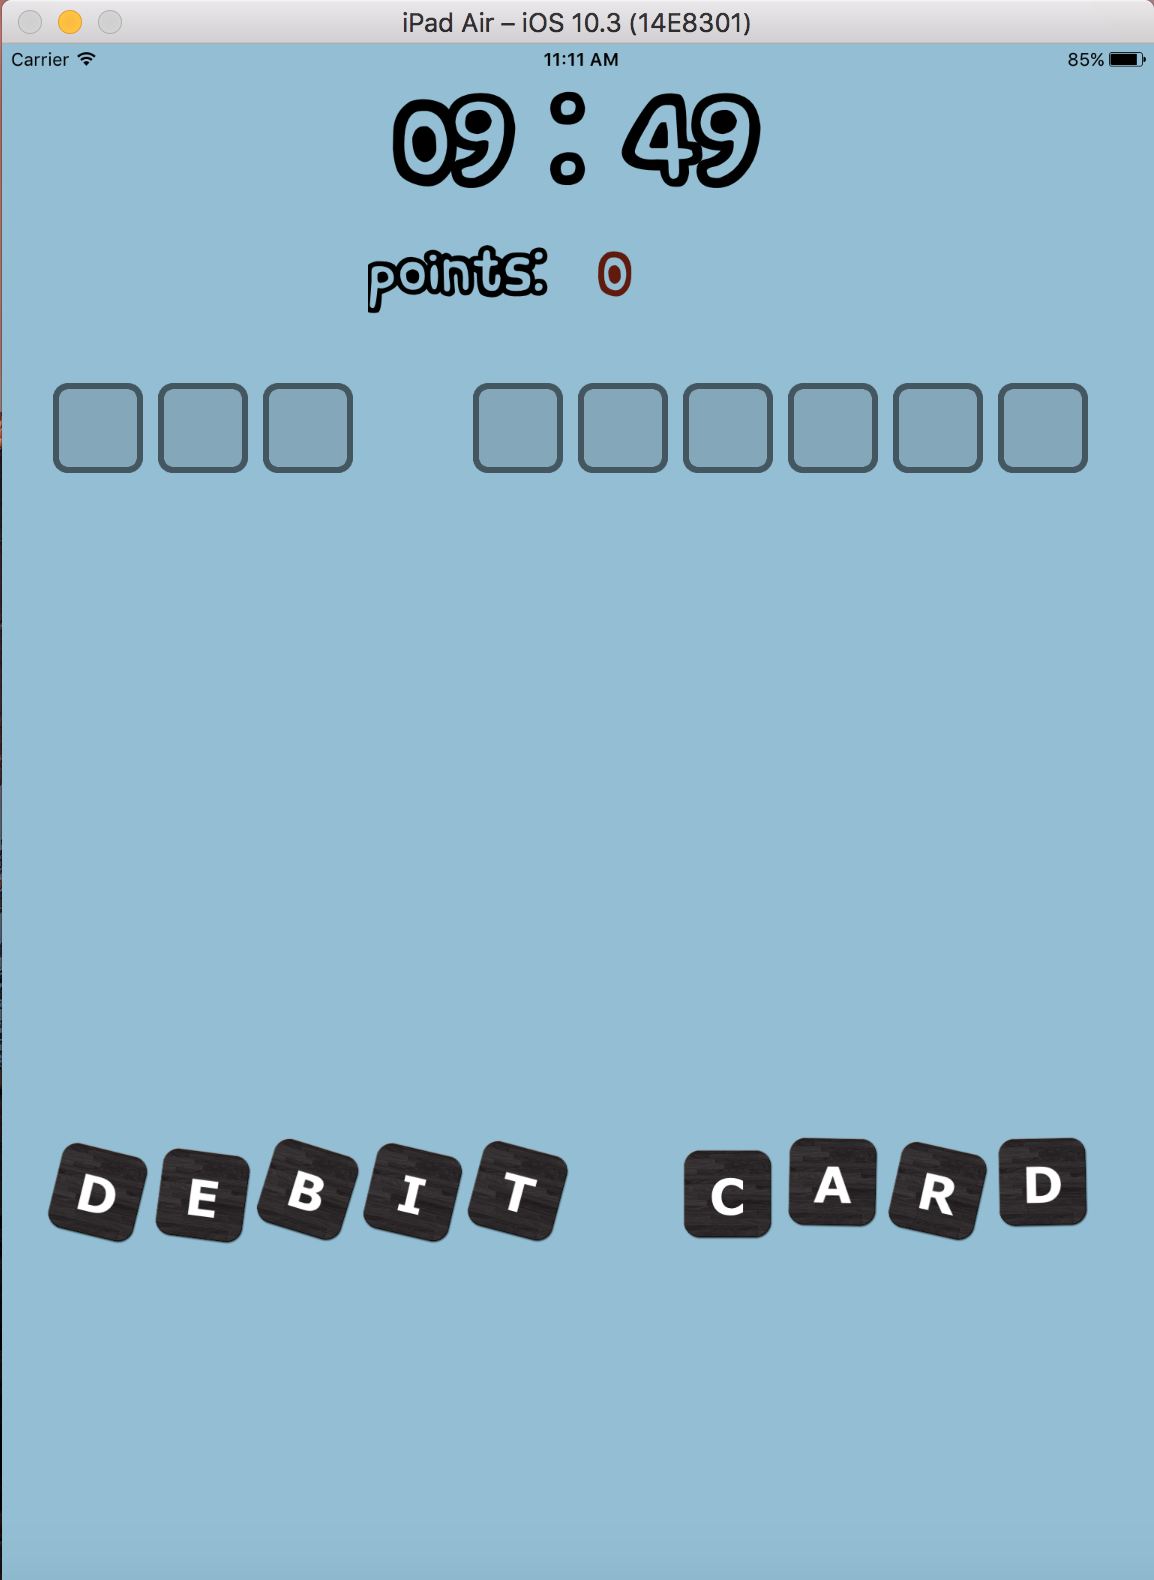 iPad Air – iOS 10.3 (14E8301)
Carrier 11:11 AM 85%
09 : 49
points: 0
D E B I T C A R D